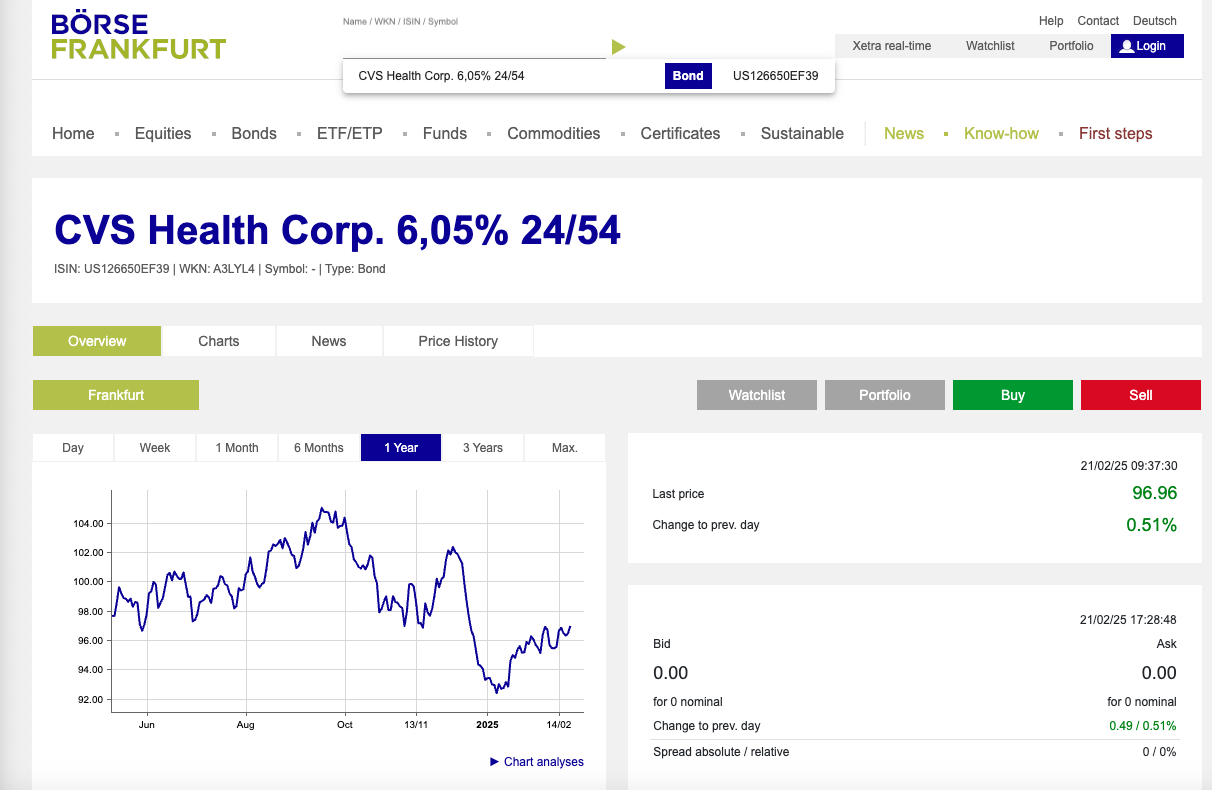 BÖRSE
FRANKFURT
Name / WKN / ISIN / Symbol
Help Contact Deutsch
Xetra real-time Watchlist Portfolio Login
CVS Health Corp. 6,05% 24/54 Bond US126650EF39
Home Equities Bonds ETF/ETP Funds Commodities Certificates Sustainable News Know-how First steps
CVS Health Corp. 6,05% 24/54
ISIN: US126650EF39 | WKN: A3LYL4 | Symbol: - | Type: Bond
Overview Charts News Price History
Frankfurt Watchlist Portfolio Buy Sell
Day Week 1 Month 6 Months 1 Year 3 Years Max.
104.00
102.00
100.00
98.00
96.00
94.00
92.00
Jun Aug Oct 13/11 2025 14/02
Chart analyses
21/02/25 09:37:30
Last price 96.96
Change to prev. day 0.51%
21/02/25 17:28:48
Bid Ask
0.00 0.00
for 0 nominal for 0 nominal
Change to prev. day 0.49 / 0.51%
Spread absolute / relative 0 / 0%